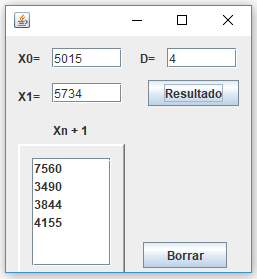 X0= 5015 D= 4
X1= 5734 Resultado
Xn + 1
7560
3490
3844
4155
Borrar